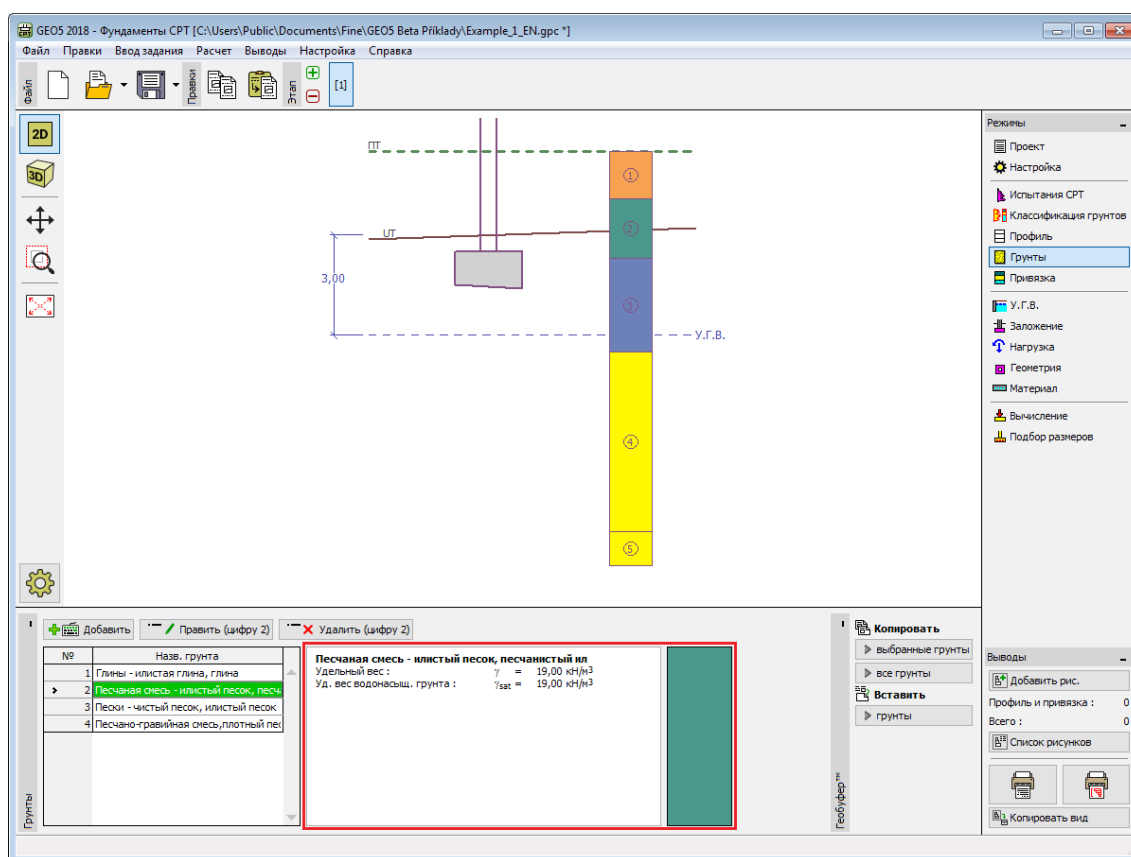 GEO5 2018 - Фундаменты CPT [C:\Users\Public\Documents\Fine\GEO5 Beta Příklady\Example_1_EN.gpc *]
Файл Правки Ввод задания Расчет Выводы Настройка Справка
Файл Правки Этап [1]
2D
3D
ПТ
UT
3,00
У.Г.В.
1
2
3
4
5
Режимы
Проект
Настройка
Испытания CPT
Классификация грунтов
Профиль
Грунты
Привязка
У.Г.В.
Заложение
Нагрузка
Геометрия
Материал
Вычисление
Подбор размеров
Добавить Править (цифру 2) Удалить (цифру 2)
№ Назв. грунта
1 Глины - илистая глина, глина
2 Песчаная смесь - илистый песок, песч
3 Пески - чистый песок, илистый песок
4 Песчано-гравийная смесь,плотный пес
Грунты
Песчаная смесь - илистый песок, песчанистый ил
Удельный вес : γ = 19,00 кН/м3
Уд. вес водонасыщ. грунта : γsat = 19,00 кН/м3
Геобуфер™
Копировать
выбранные грунты
все грунты
Вставить
грунты
Выводы
Добавить рис.
Профиль и привязка : 0
Всего : 0
Список рисунков
Копировать вид